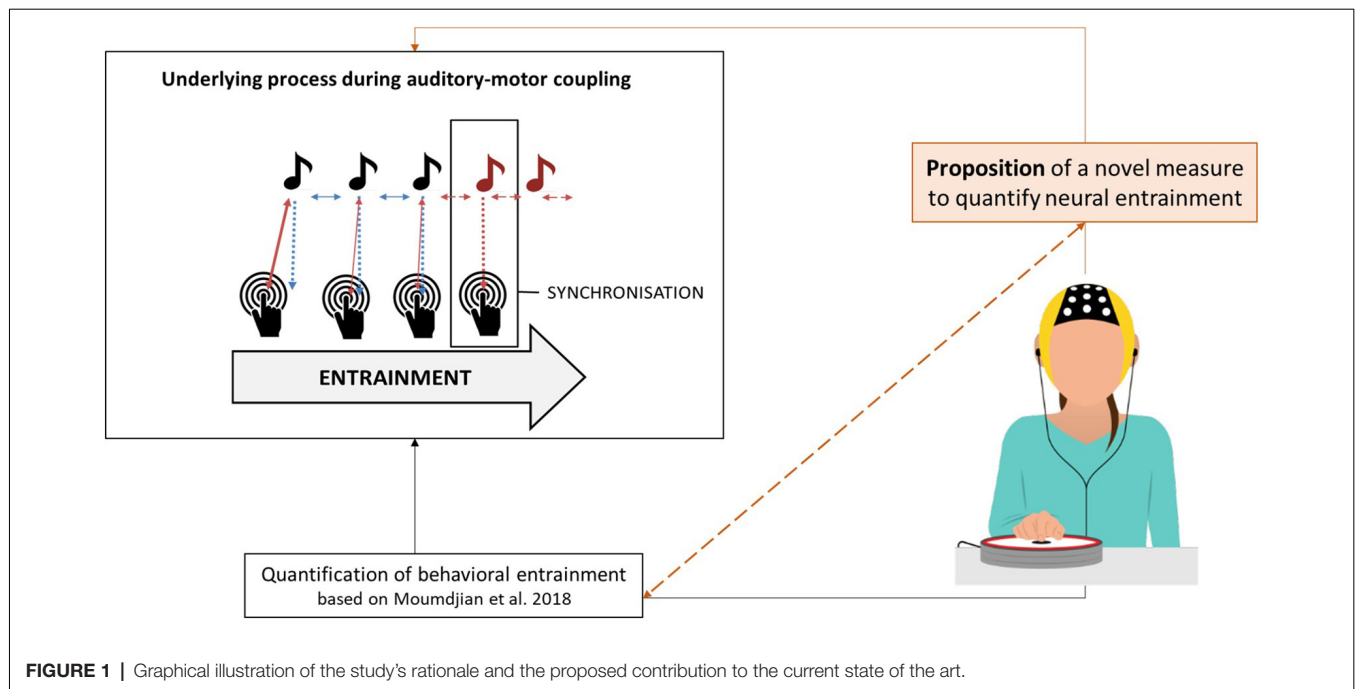 Underlying process during auditory-motor coupling
SYNCHRONISATION
ENTRAINMENT
Proposition of a novel measure
to quantify neural entrainment
Quantification of behavioral entrainment
based on Moumdjian et al. 2018
FIGURE 1 | Graphical illustration of the study’s rationale and the proposed contribution to the current state of the art.